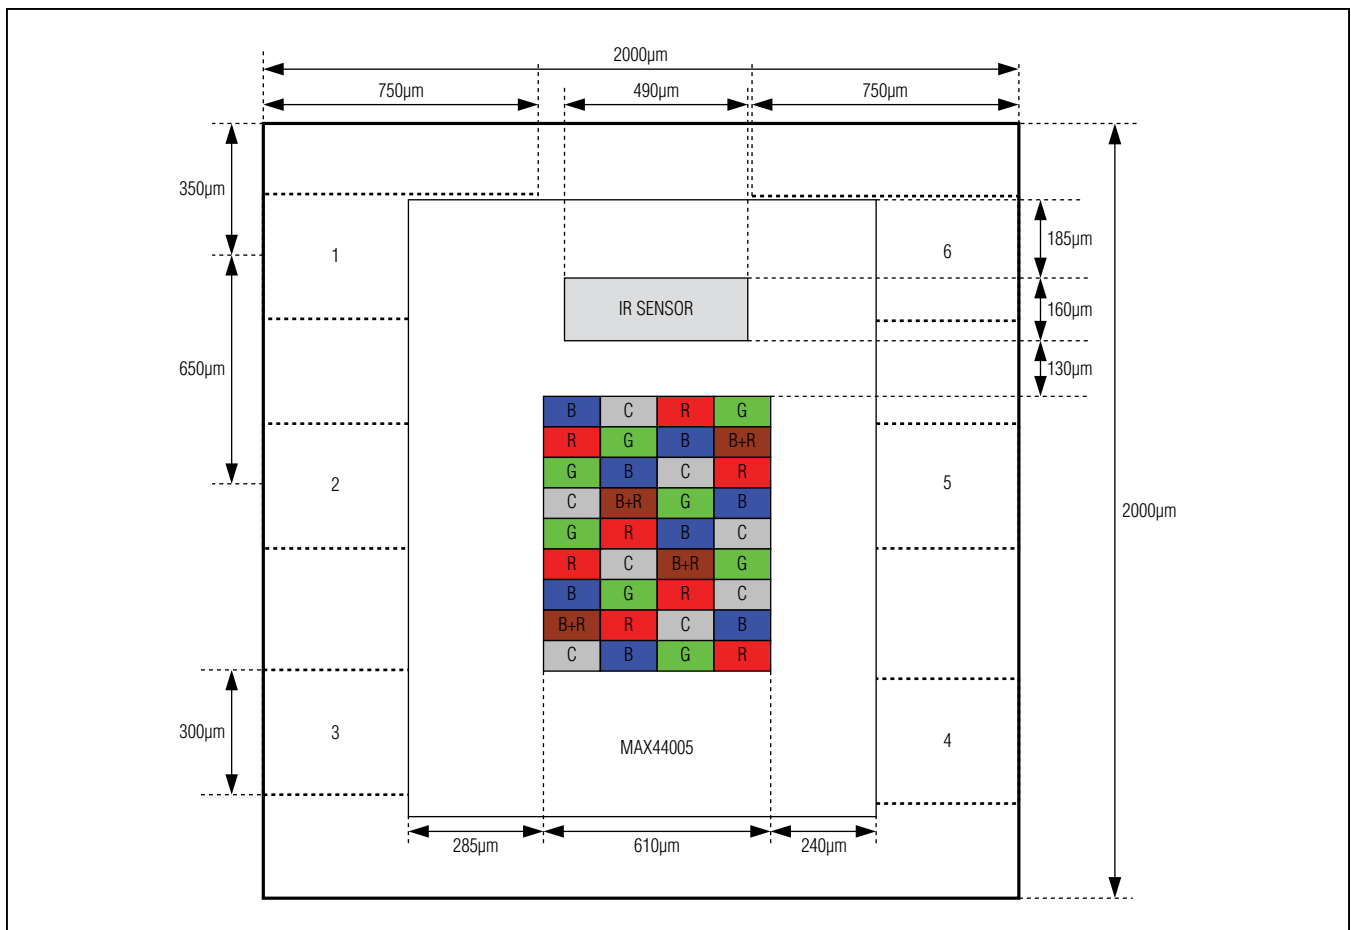 2000µm
750µm 490µm 750µm
350µm
185µm
1 6
IR SENSOR 160µm
650µm 130µm
B C R G
R G B B+R
G B C R
2 5
C B+R G B
2000µm
G R B C
R C B+R G
B G R C
B+R R C B
C B G R
300µm 3 4
MAX44005
285µm 610µm 240µm